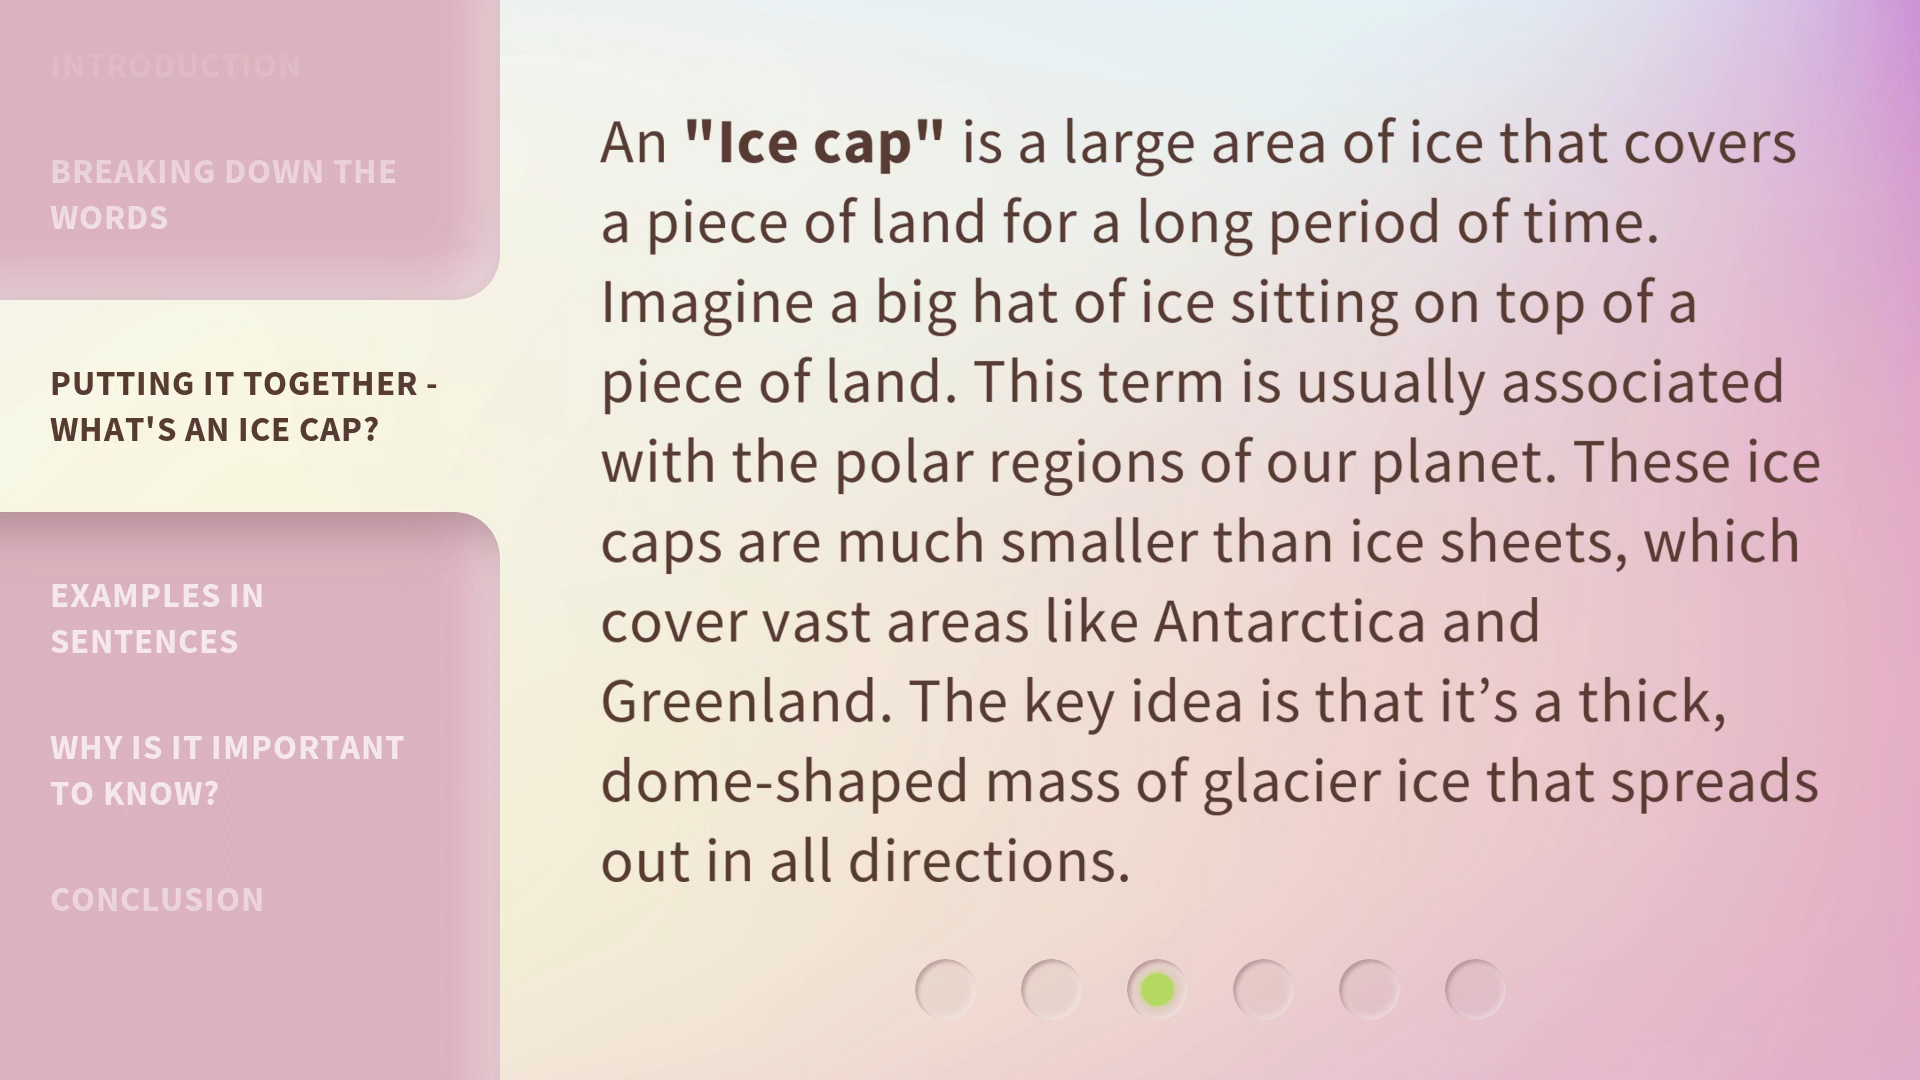 INTRODUCTION
BREAKING DOWN THE
WORDS
PUTTING IT TOGETHER -
WHAT'S AN ICE CAP?
EXAMPLES IN
SENTENCES
WHY IS IT IMPORTANT
TO KNOW?
CONCLUSION
An "Ice cap" is a large area of ice that covers
a piece of land for a long period of time.
Imagine a big hat of ice sitting on top of a
piece of land. This term is usually associated
with the polar regions of our planet. These ice
caps are much smaller than ice sheets, which
cover vast areas like Antarctica and
Greenland. The key idea is that it’s a thick,
dome-shaped mass of glacier ice that spreads
out in all directions.